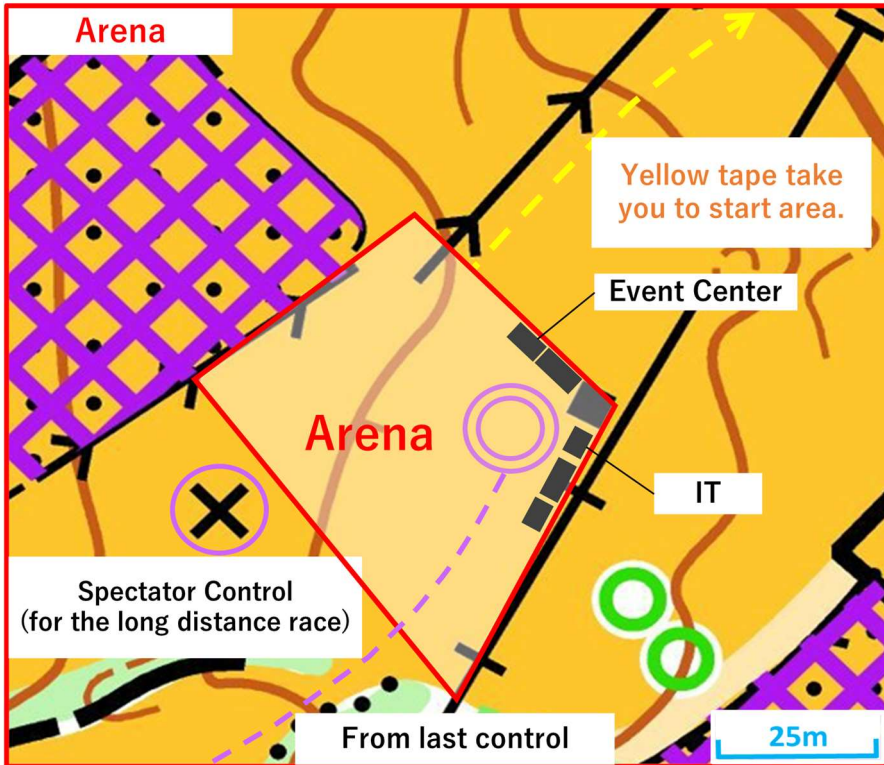 Arena
Yellow tape take
you to start area.
Event Center
Arena
IT
Spectator Control
(for the long distance race)
From last control
25m